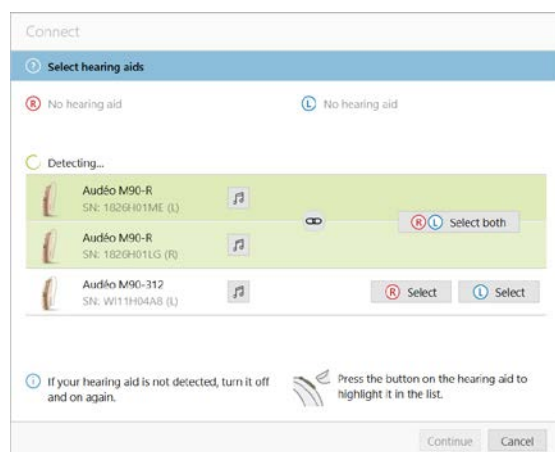 Connect
Select hearing aids
R No hearing aid
L No hearing aid
Detecting...
Audéo M90-R
SN: 1826H01ME (L)
Audéo M90-R
SN: 1826H01LG (R)
R L Select both
Audéo M90-312
SN: WI11H04A8 (L)
R Select
L Select
If your hearing aid is not detected, turn it off
and on again.
Press the button on the hearing aid to
highlight it in the list.
Continue
Cancel